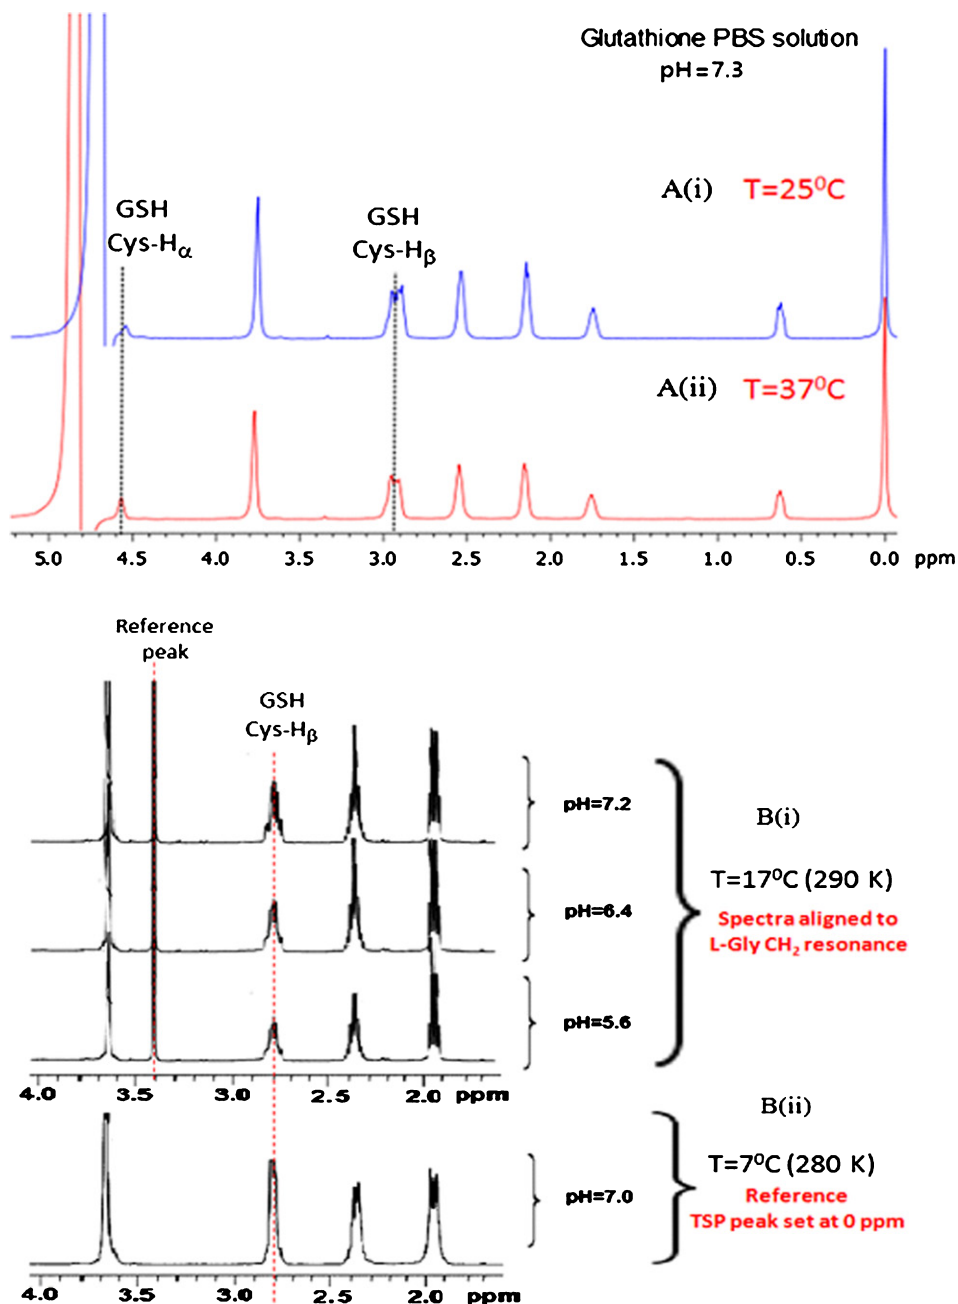 Glutathione PBS solution
pH=7.3
A(i) T=25⁰C
GSH
Cys-Hα
GSH
Cys-Hβ
A(ii) T=37⁰C
5.0 4.5 4.0 3.5 3.0 2.5 2.0 1.5 1.0 0.5 0.0 ppm
Reference
peak
GSH
Cys-Hβ
pH=7.2
pH=6.4
pH=5.6
B(i)
T=17⁰C (290 K)
Spectra aligned to
L-Gly CH₂ resonance
4.0 3.5 3.0 2.5 2.0 ppm
B(ii)
T=7⁰C (280 K)
pH=7.0
Reference
TSP peak set at 0 ppm
4.0 3.5 3.0 2.5 2.0 ppm